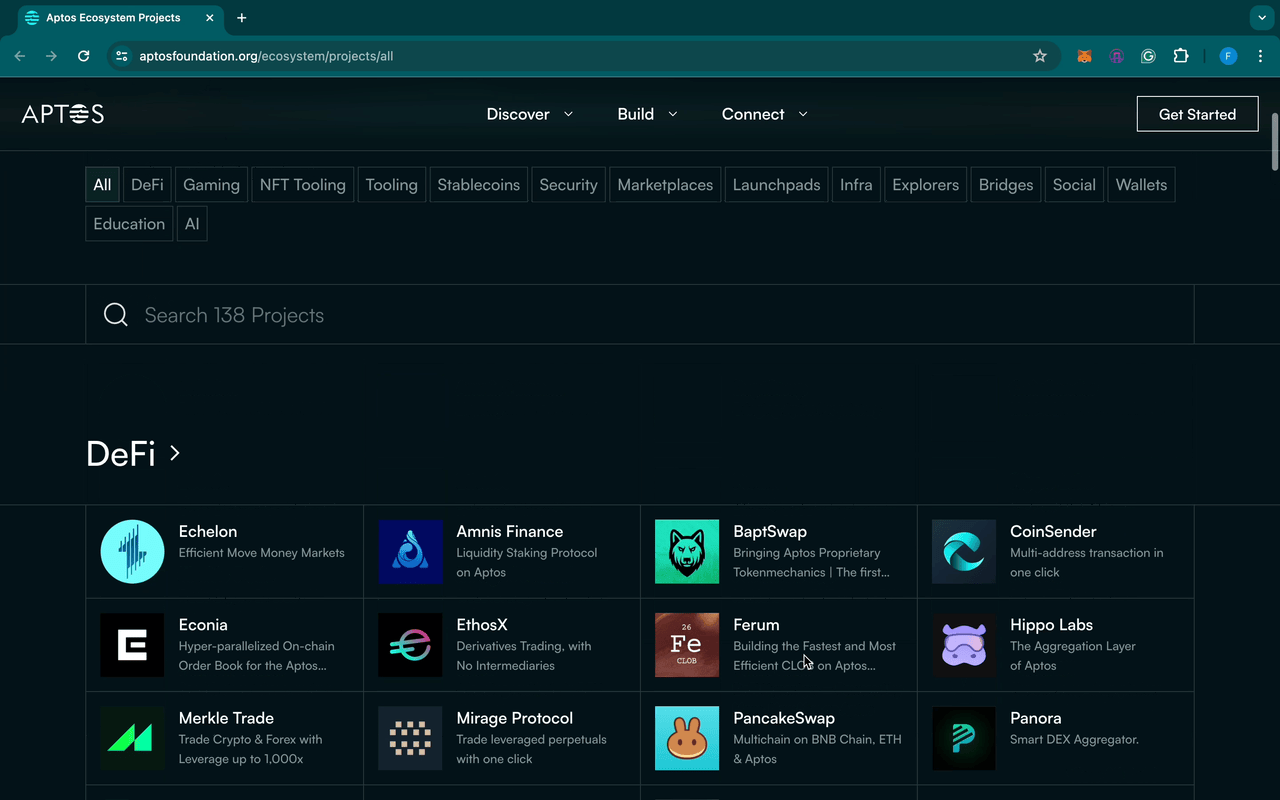 Aptos Ecosystem Projects
aptosfoundation.org/ecosystem/projects/all
F
APTOS
Discover
Build
Connect
Get Started
All
DeFi
Gaming
NFT Tooling
Tooling
Stablecoins
Security
Marketplaces
Launchpads
Infra
Explorers
Bridges
Social
Wallets
Education
AI
Search 138 Projects
DeFi
Echelon
Efficient Move Money Markets
Amnis Finance
Liquidity Staking Protocol
on Aptos
BaptSwap
Bringing Aptos Proprietary
Tokenmechanics | The first...
CoinSender
Multi-address transaction in
one click
Econia
Hyper-parallelized On-chain
Order Book for the Aptos...
EthosX
Derivatives Trading, with
No Intermediaries
26
Fe
CLOB
Ferum
Building the Fastest and Most
Efficient CLOB on Aptos...
Hippo Labs
The Aggregation Layer
of Aptos
Merkle Trade
Trade Crypto & Forex with
Leverage up to 1,000x
Mirage Protocol
Trade leveraged perpetuals
with one click
PancakeSwap
Multichain on BNB Chain, ETH
& Aptos
Panora
Smart DEX Aggregator.